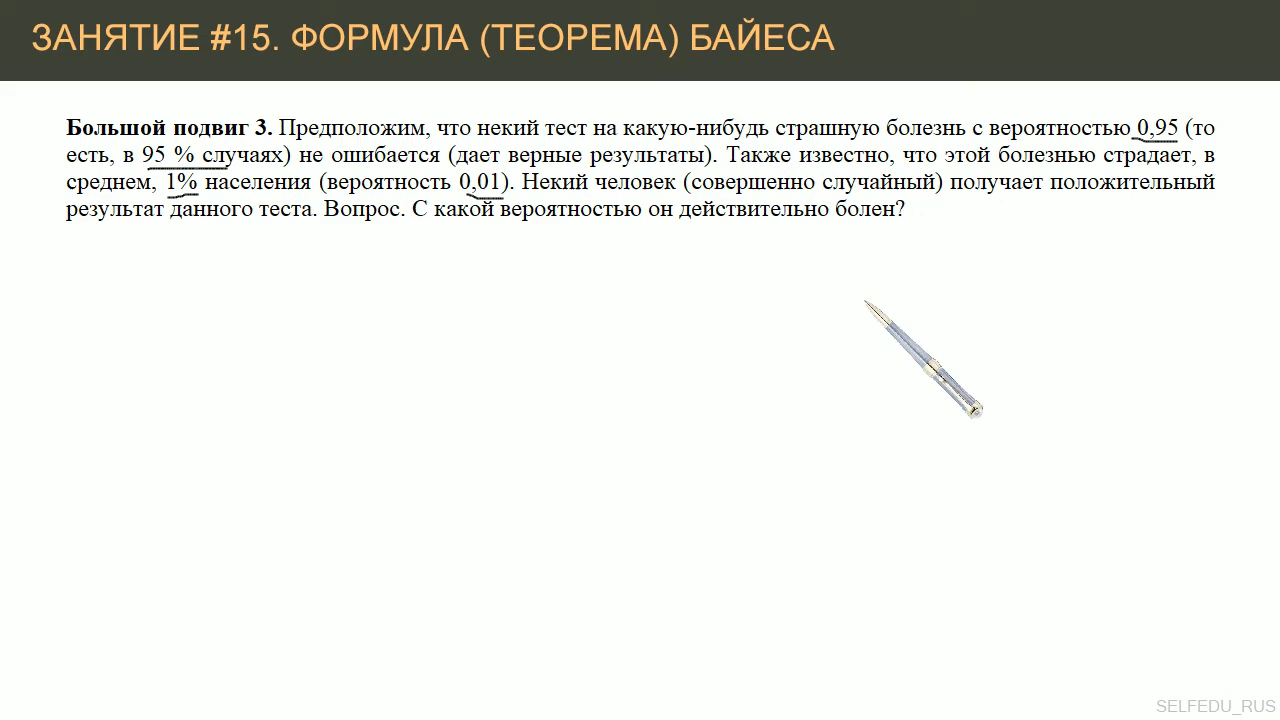 ЗАНЯТИЕ #15. ФОРМУЛА (ТЕОРЕМА) БАЙЕСА
Большой подвиг 3. Предположим, что некий тест на какую-нибудь страшную болезнь с вероятностью 0,95 (то
есть, в 95 % случаях) не ошибается (дает верные результаты). Также известно, что этой болезнью страдает, в
среднем, 1% населения (вероятность 0,01). Некий человек (совершенно случайный) получает положительный
результат данного теста. Вопрос. С какой вероятностью он действительно болен?
SELFEDU_RUS